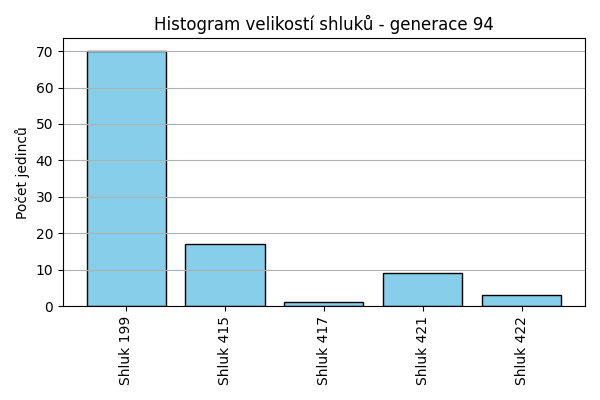 Histogram velikostí shluků - generace 94
Počet jedinců
70
60
50
40
30
20
10
0
Shluk 199
Shluk 415
Shluk 417
Shluk 421
Shluk 422